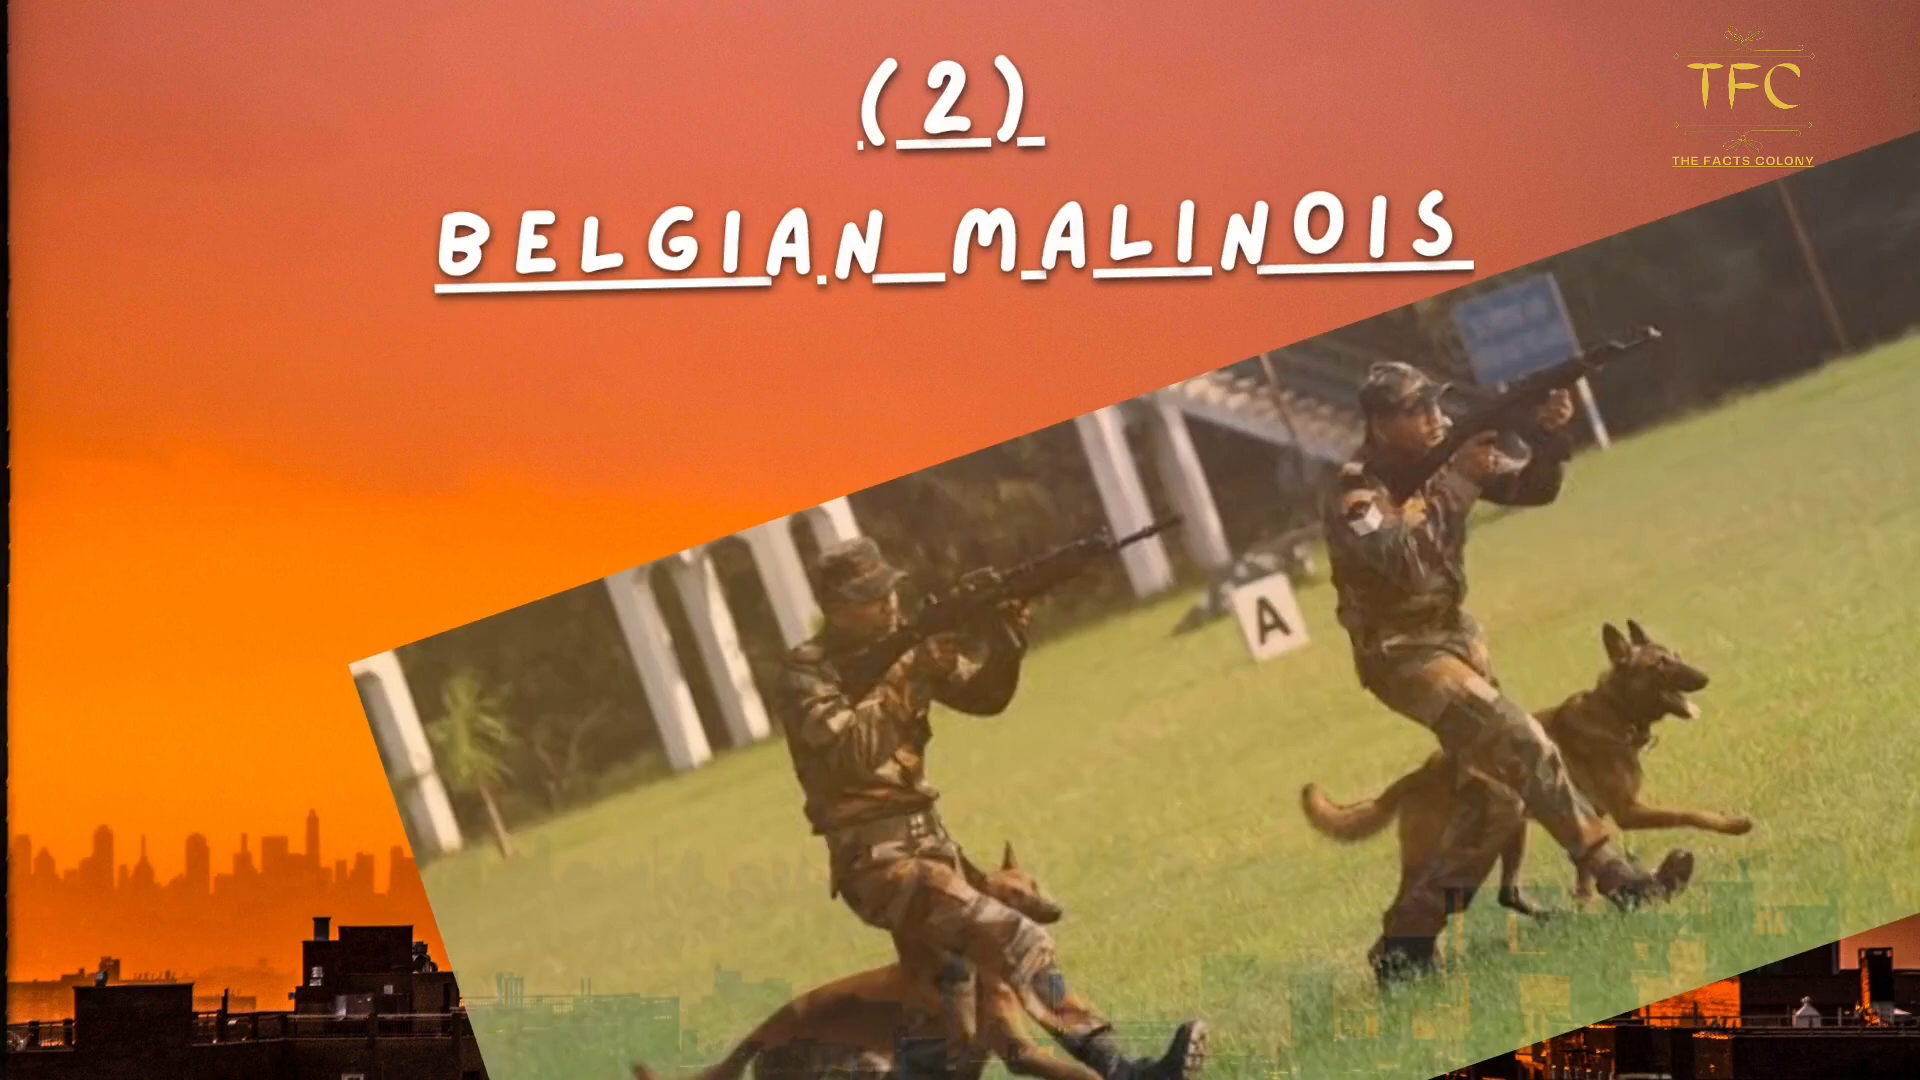 (2)
BELGIAN MALINOIS
TFC
THE FACTS COLONY
A